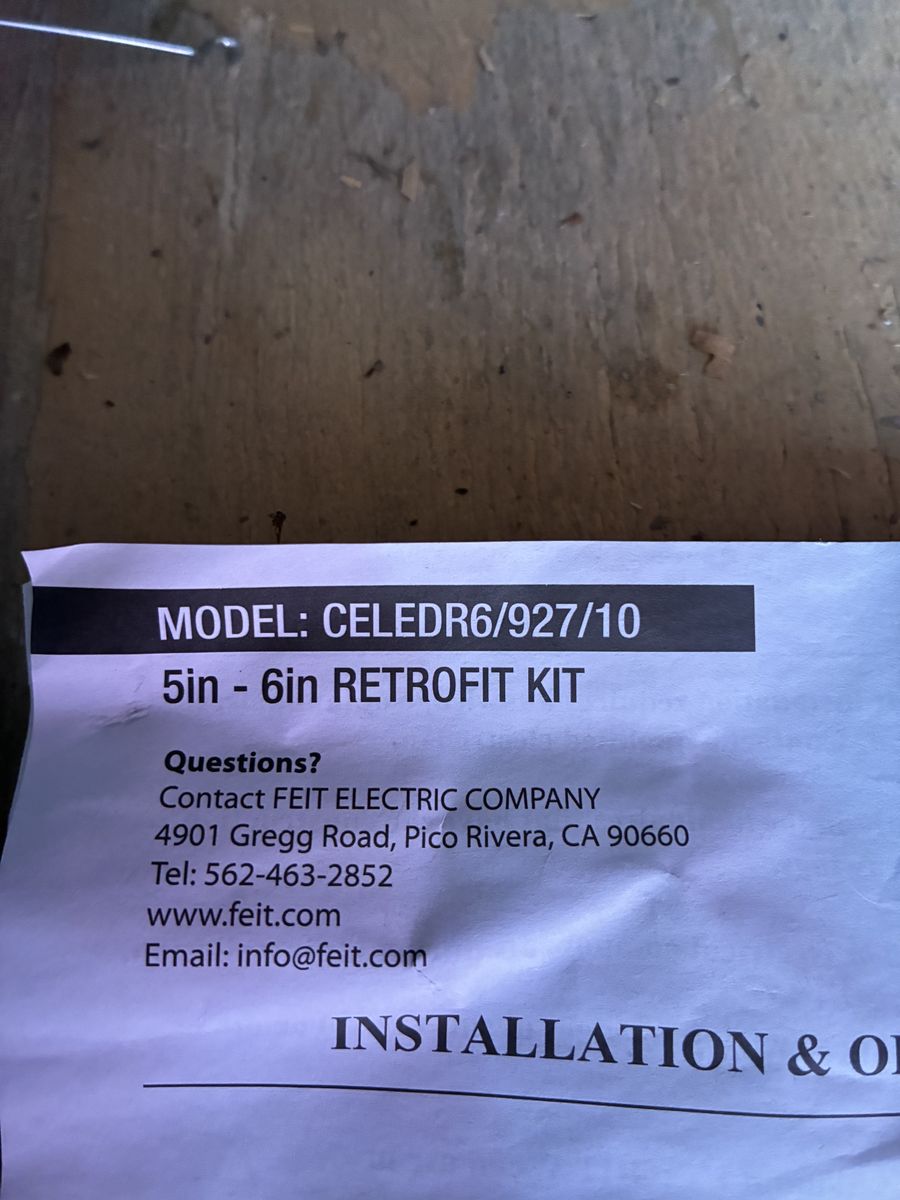 MODEL: CELEDR6/927/10
5in - 6in RETROFIT KIT
Questions?
Contact FEIT ELECTRIC COMPANY
4901 Gregg Road, Pico Rivera, CA 90660
Tel: 562-463-2852
www.feit.com
Email: info@feit.com
INSTALLATION &